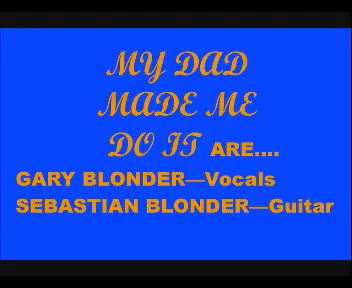 MY DAD
MADE ME
DO IT ARE....
GARY BLONDER—Vocals
SEBASTIAN BLONDER—Guitar